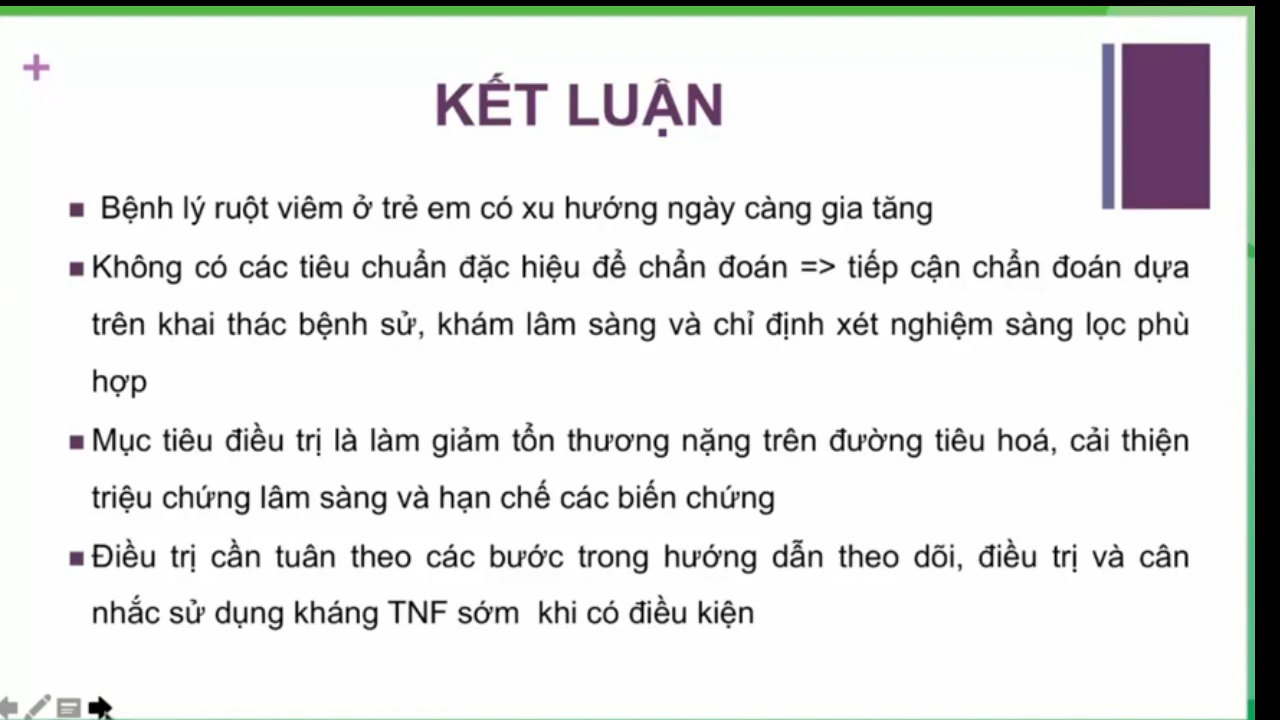 KẾT LUẬN
Bệnh lý ruột viêm ở trẻ em có xu hướng ngày càng gia tăng
Không có các tiêu chuẩn đặc hiệu để chẩn đoán => tiếp cận chẩn đoán dựa
trên khai thác bệnh sử, khám lâm sàng và chỉ định xét nghiệm sàng lọc phù
hợp
Mục tiêu điều trị là làm giảm tổn thương nặng trên đường tiêu hoá, cải thiện
triệu chứng lâm sàng và hạn chế các biến chứng
Điều trị cần tuân theo các bước trong hướng dẫn theo dõi, điều trị và cân
nhắc sử dụng kháng TNF sớm khi có điều kiện